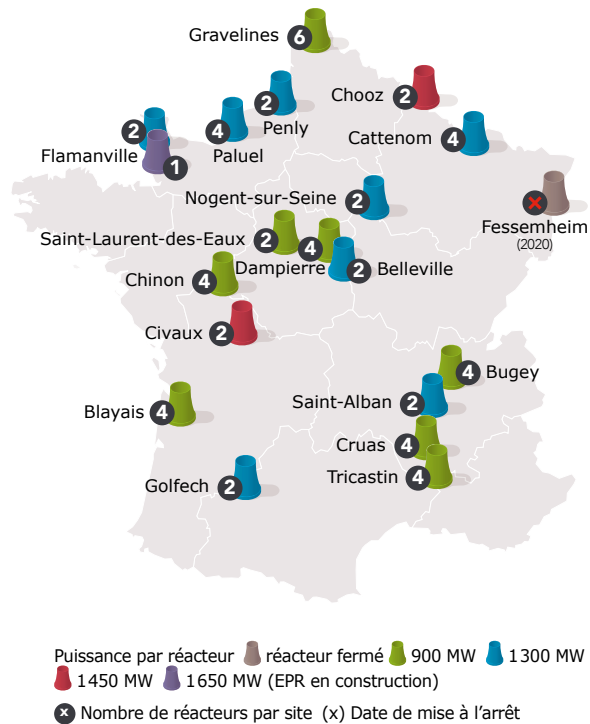 Gravelines 6
Chooz 2
2 Penly
Cattenom 4
4 Paluel
2 Flamanville
1
Nogent-sur-Seine 2
Fessemheim
(2020)
Saint-Laurent-des-Eaux 2
4 Dampierre
2 Belleville
Chinon 4
Civaux 2
4 Bugey
Saint-Alban 2
Blayais 4
Cruas 4
Tricastin 4
Golfech 2
Puissance par réacteur réacteur fermé 900 MW 1300 MW
1450 MW 1650 MW (EPR en construction)
x Nombre de réacteurs par site (x) Date de mise à l'arrêt